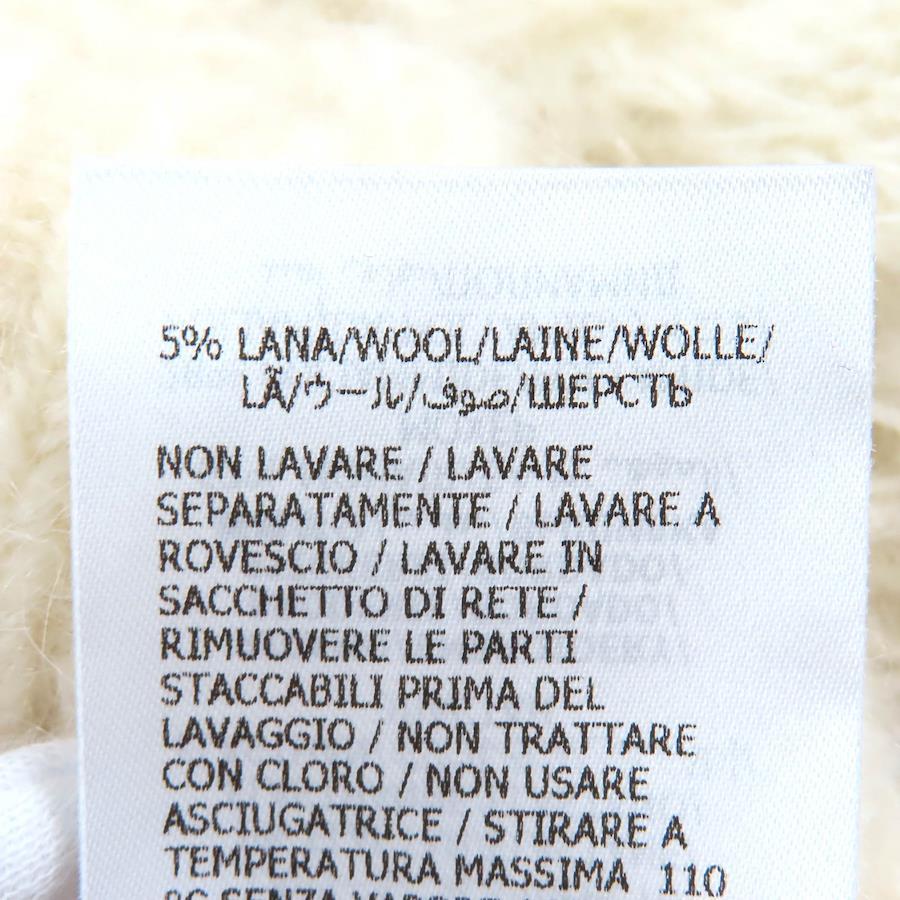 5% LANA/WOOL/LAINE/WOLLE/
LÃ/ウール/صوف/ШЕРСТЬ
NON LAVARE / LAVARE
SEPARATAMENTE / LAVARE A
ROVESCIO / LAVARE IN
SACCHETTO DI RETE /
RIMUOVERE LE PARTI
STACCABILI PRIMA DEL
LAVAGGIO / NON TRATTARE
CON CLORO / NON USARE
ASCIUGATRICE / STIRARE A
TEMPERATURA MASSIMA 110
°C SENZA